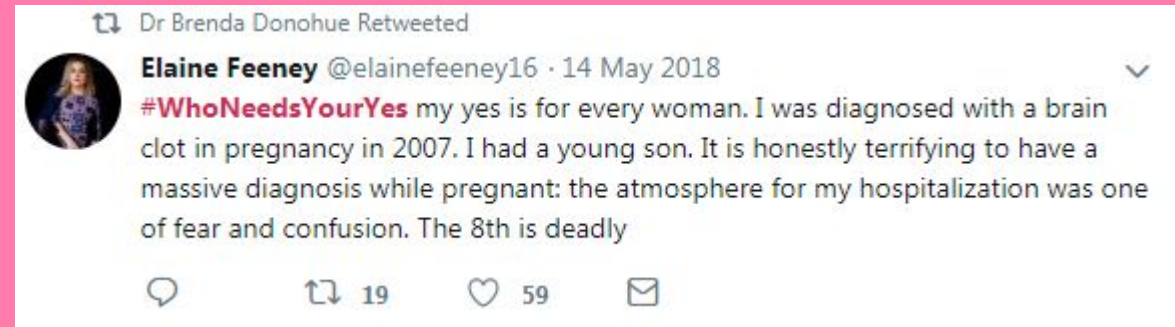 Dr Brenda Donohue Retweeted
Elaine Feeney @elainefeeney16 · 14 May 2018
#WhoNeedsYourYes my yes is for every woman. I was diagnosed with a brain
clot in pregnancy in 2007. I had a young son. It is honestly terrifying to have a
massive diagnosis while pregnant: the atmosphere for my hospitalization was one
of fear and confusion. The 8th is deadly
19 59